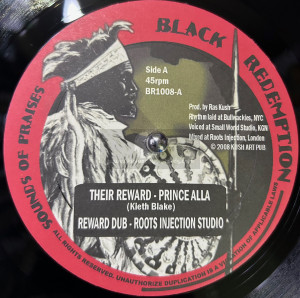 BLACK REDEMPTION
SOUNDS OF PRAISES
Side A
45rpm
BR1008-A
Prod. by Ras Kush
Rhythm laid at Bullwackies, NYC
Voiced at Small World Studio, KGN
Mixed at Roots Injection, London
© 2008 KUSH ART PUB
THEIR REWARD - PRINCE ALLA
(Kieth Blake)
REWARD DUB - ROOTS INJECTION STUDIO
ALL RIGHTS RESERVED. UNAUTHORIZE DUPLICATION IS A VIOLATION OF APPLICABLE LAWS